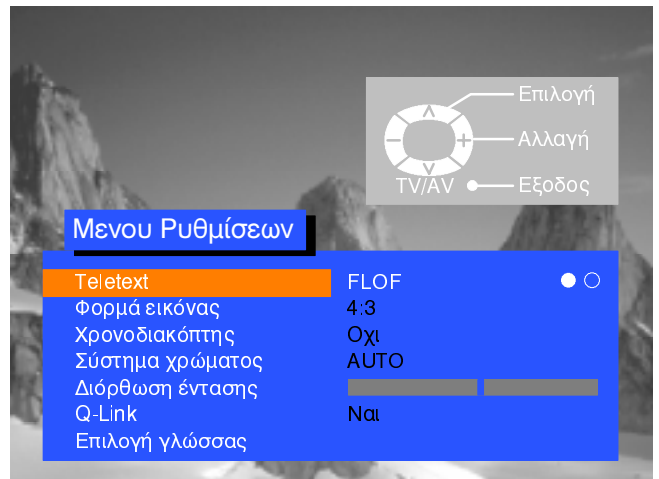 Επιλογή
Αλλαγή
TV/AV Εξοδος
Μενου Ρυθμίσεων
Teletext FLOF
Φορμά εικόνας 4:3
Χρονοδιακόπτης Οχι
Σύστημα χρώματος AUTO
Διόρθωση έντασης
Q-Link Ναι
Επιλογή γλώσσας